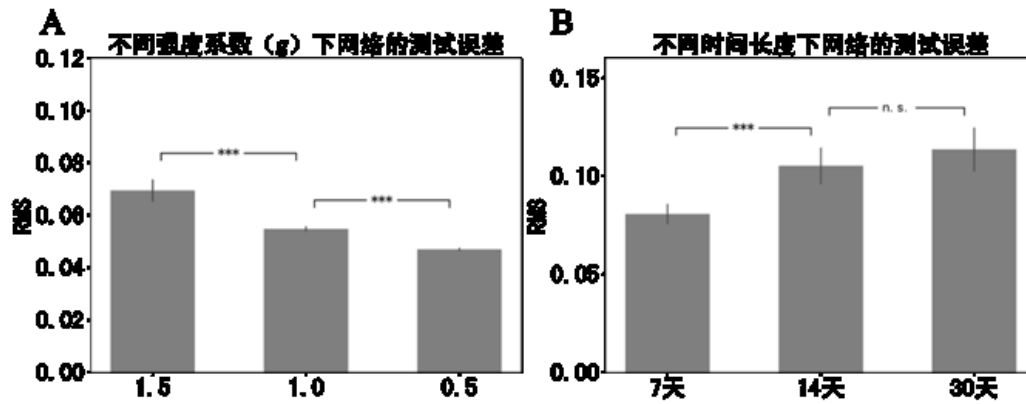 A
不同强度系数（g）下网络的测试误差
0.12
0.10
0.08
0.06
0.04
0.02
0.00
RMS
***
***
1.5 1.0 0.5
B
不同时间长度下网络的测试误差
0.15
0.10
0.05
0.00
RMS
***
n.s.
7天 14天 30天